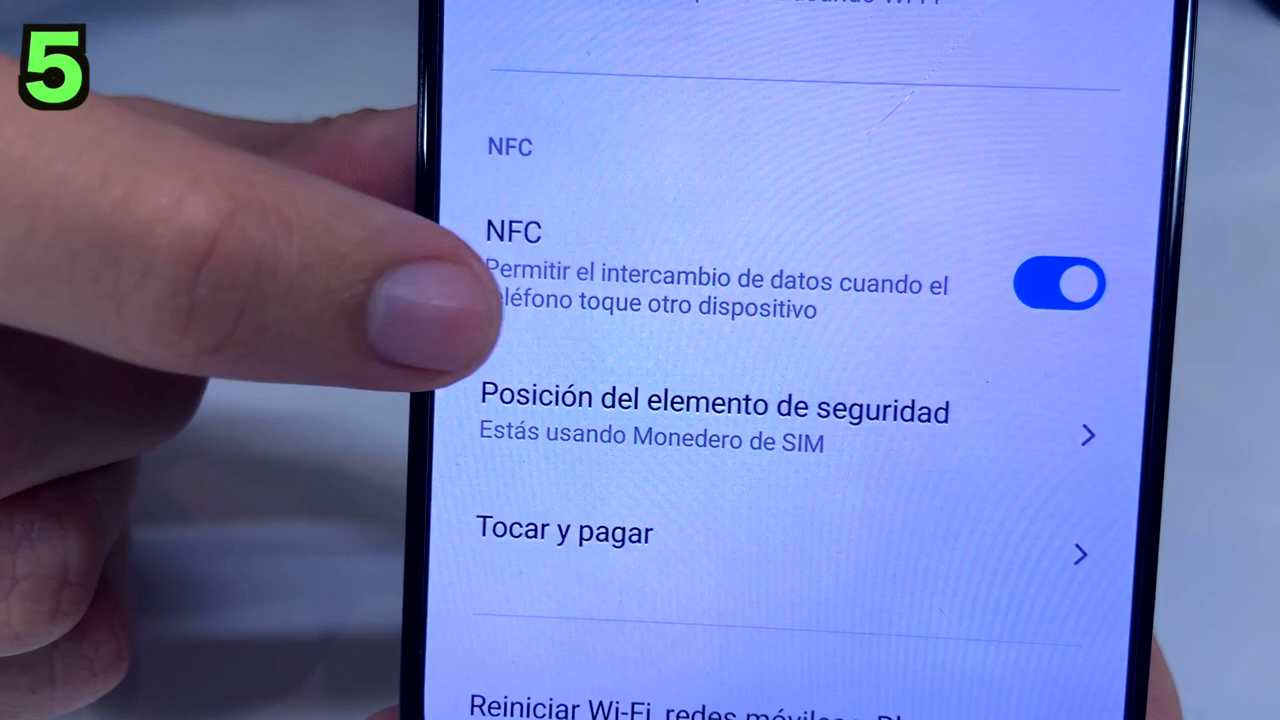 5
NFC
NFC
Permitir el intercambio de datos cuando el
eléfono toque otro dispositivo
Posición del elemento de seguridad
Estás usando Monedero de SIM
Tocar y pagar
Reiniciar Wi-Fi, redes móviles